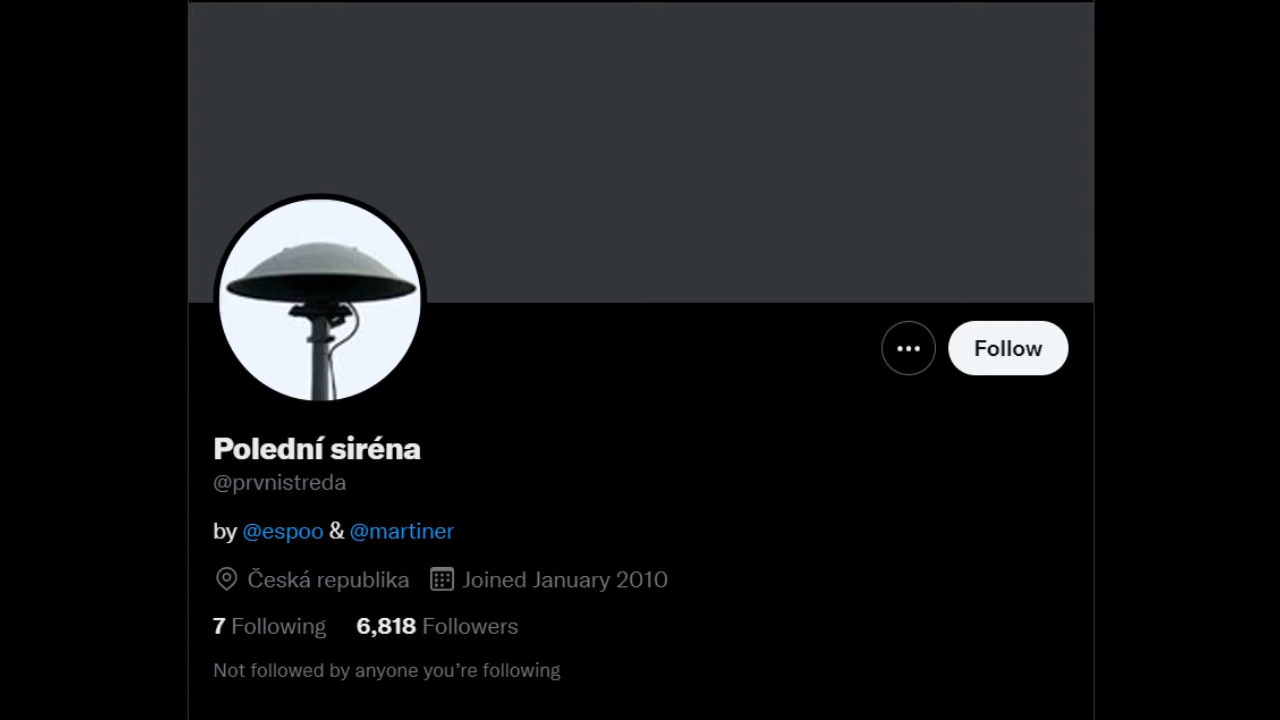 Follow
Polední siréna
@prvnistreda
by @espoo & @martiner
Česká republika Joined January 2010
7 Following 6,818 Followers
Not followed by anyone you’re following